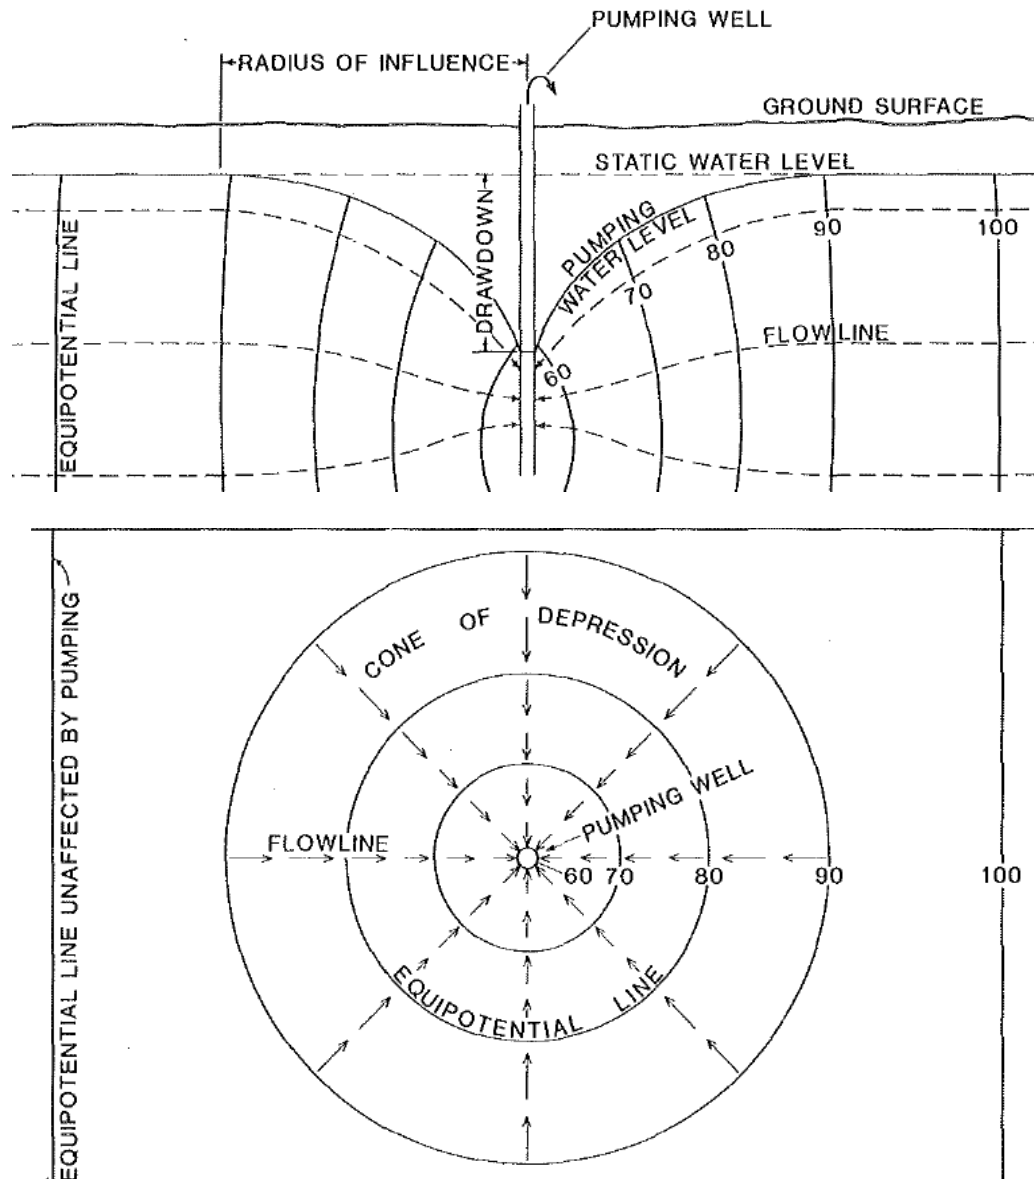 PUMPING WELL
RADIUS OF INFLUENCE
GROUND SURFACE
STATIC WATER LEVEL
EQUIPOTENTIAL LINE
DRAWDOWN
PUMPING
WATER LEVEL
100
90
80
70
FLOWLINE
60
EQUIPOTENTIAL LINE UNAFFECTED BY PUMPING
CONE OF DEPRESSION
PUMPING WELL
FLOWLINE
60 70 80 90 100
EQUIPOTENTIAL LINE